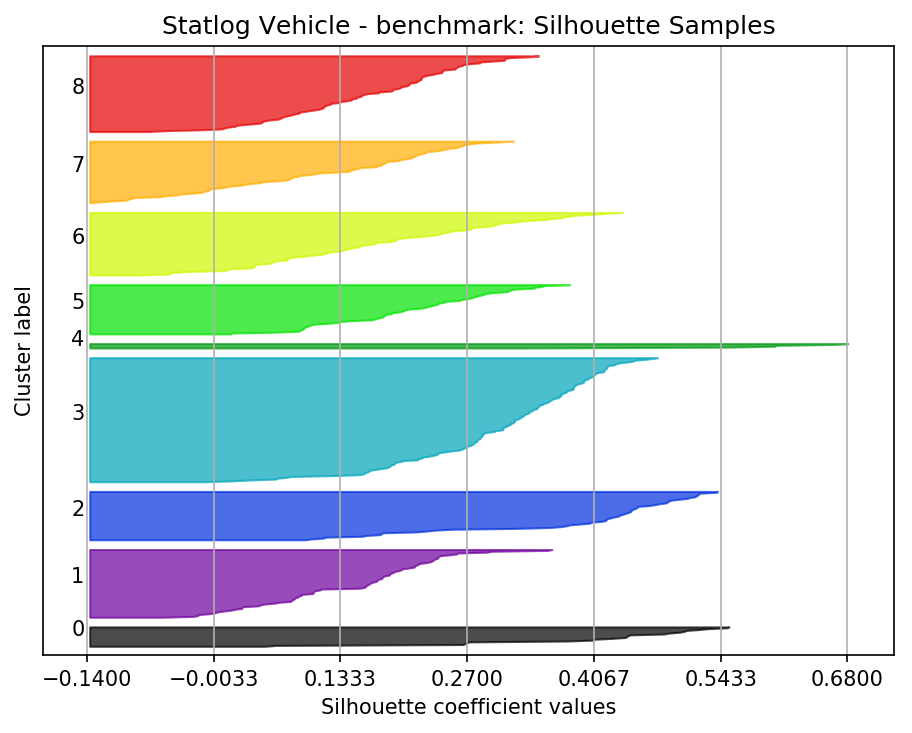 Statlog Vehicle - benchmark: Silhouette Samples
8
7
6
5
4
3
2
1
0
Cluster label
−0.1400 −0.0033 0.1333 0.2700 0.4067 0.5433 0.6800
Silhouette coefficient values